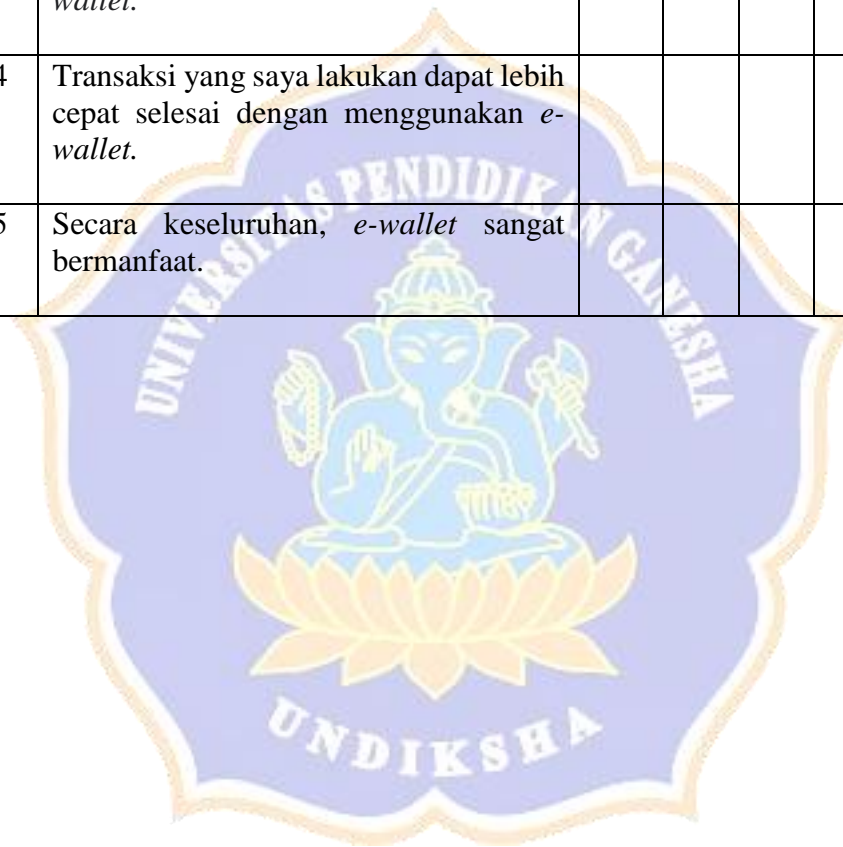 wallet.
4 Transaksi yang saya lakukan dapat lebih
cepat selesai dengan menggunakan e-
wallet.
5 Secara keseluruhan, e-wallet sangat
bermanfaat.
UNIVERSITAS PENDIDIKAN GANESHA
UNDIKSHA